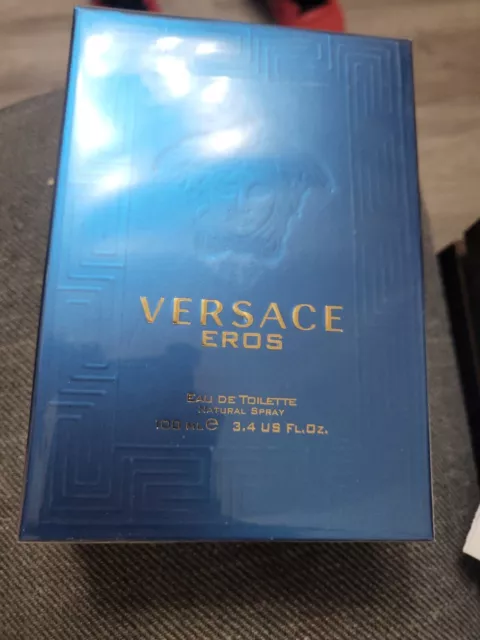 VERSACE
EROS
EAU DE TOILETTE
NATURAL SPRAY
100 ml e 3.4 US FL.OZ.